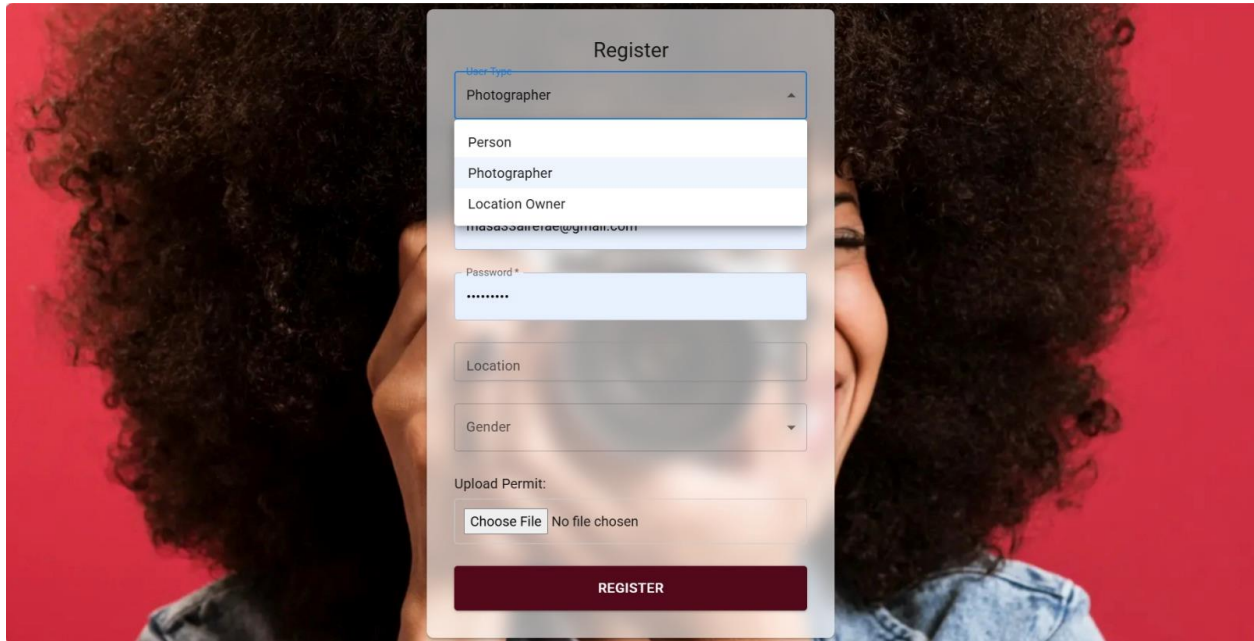 Register
User Type
Photographer
Person
Photographer
Location Owner
Password *
•••••••••
Location
Gender
Upload Permit:
Choose File No file chosen
REGISTER